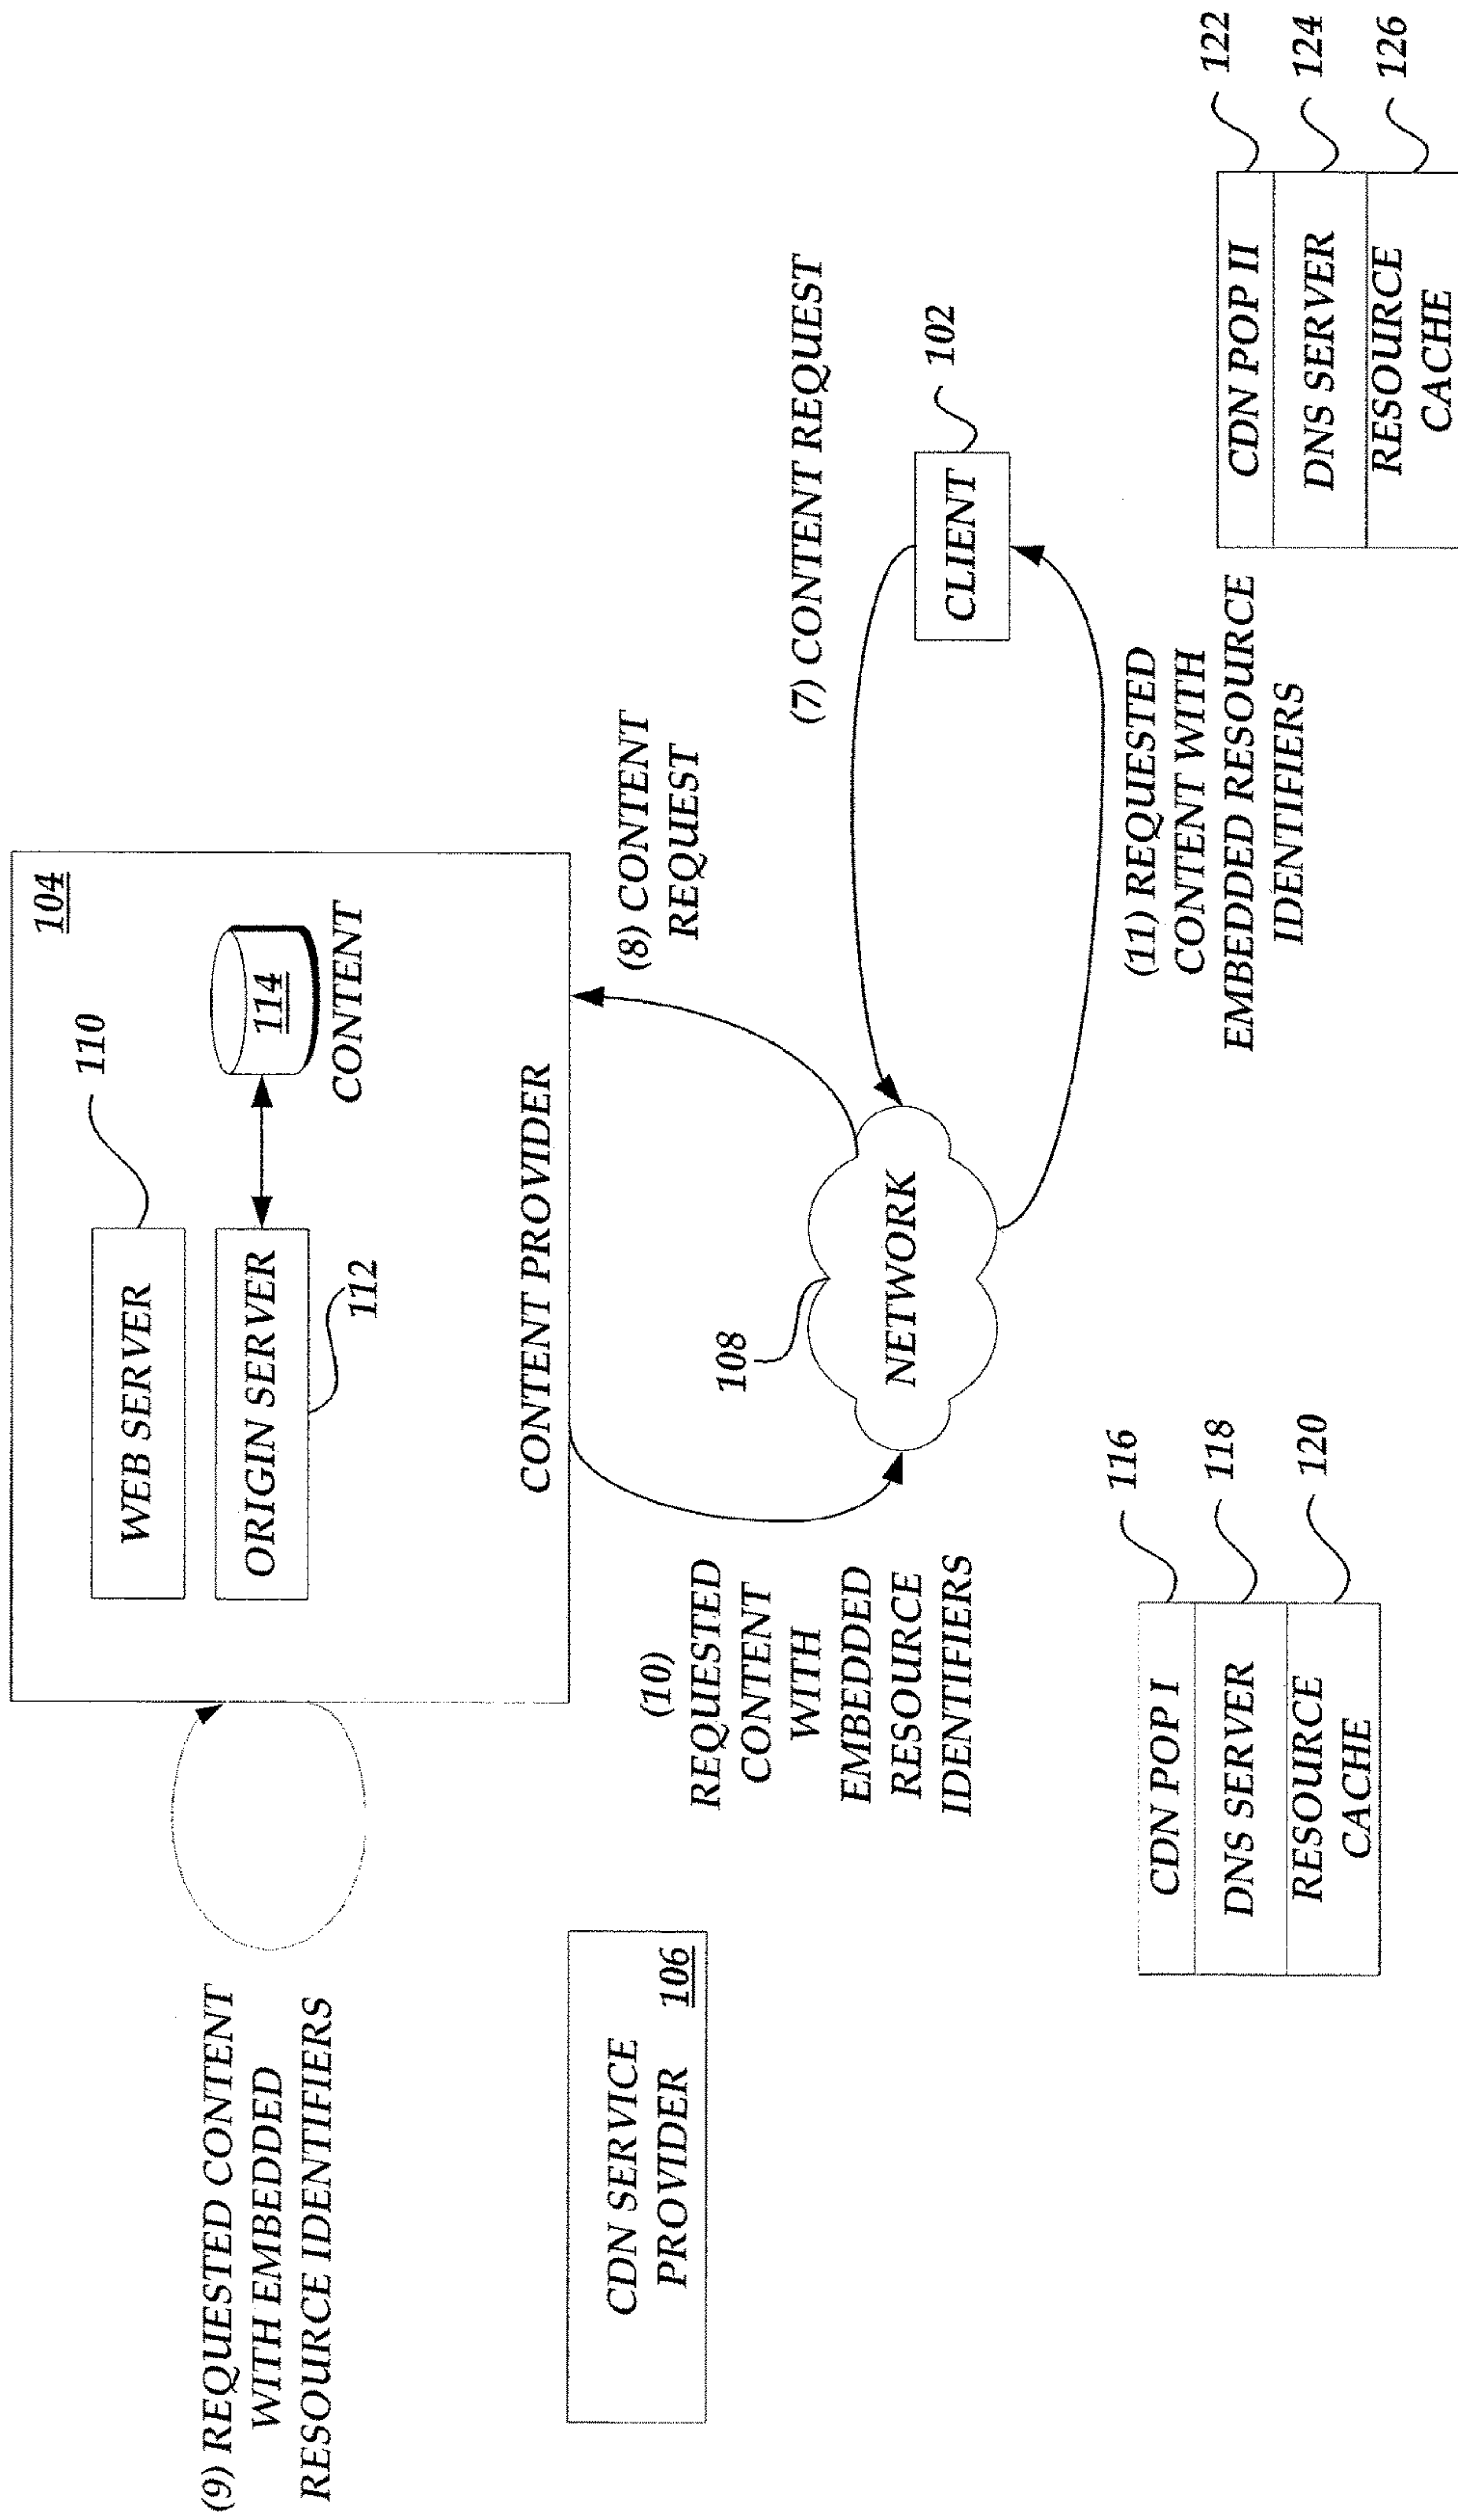 (9) REQUESTED CONTENT
WITH EMBEDDED
RESOURCE IDENTIFIERS
104
WEB SERVER
110
ORIGIN SERVER
112
114
CONTENT
CONTENT PROVIDER
CDN SERVICE
PROVIDER
106
(10)
REQUESTED
CONTENT
WITH
EMBEDDED
RESOURCE
IDENTIFIERS
(8) CONTENT
REQUEST
108
NETWORK
(7) CONTENT REQUEST
CLIENT
102
(11) REQUESTED
CONTENT WITH
EMBEDDED RESOURCE
IDENTIFIERS
CDN POP I
116
DNS SERVER
118
RESOURCE
CACHE
120
CDN POP II
122
DNS SERVER
124
RESOURCE
CACHE
126